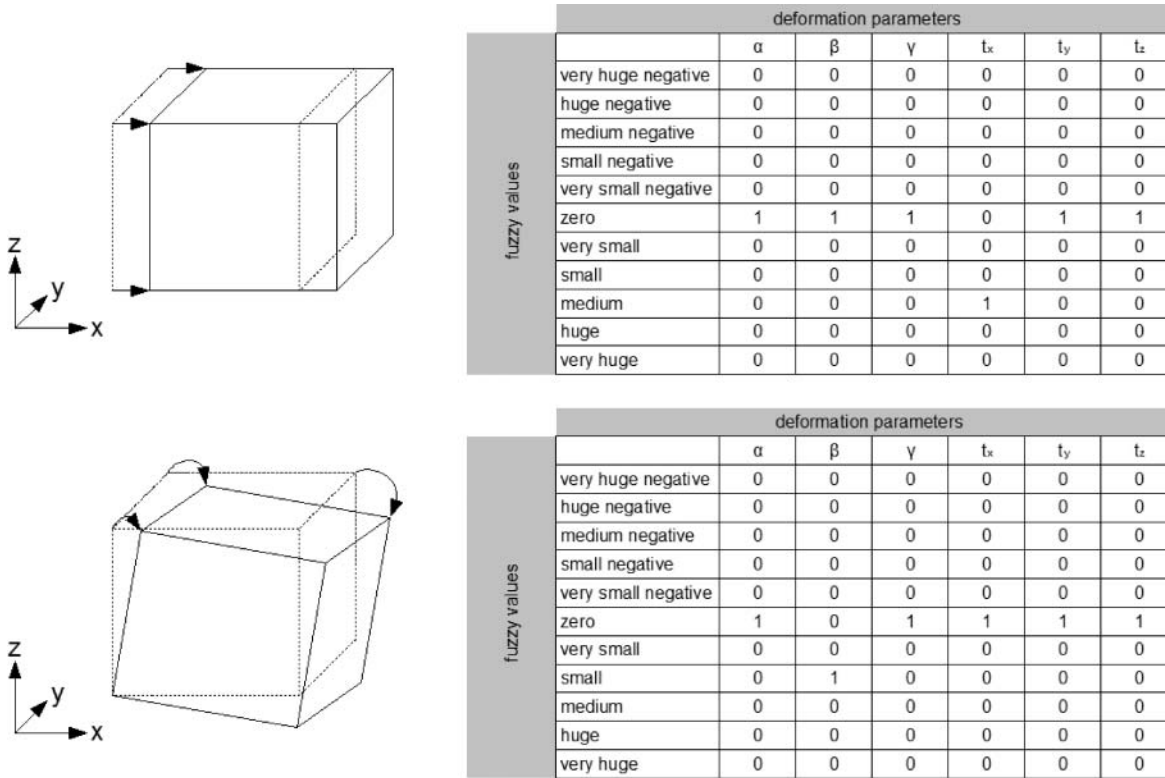 deformation parameters
α β γ tx ty tz
very huge negative 0 0 0 0 0 0
huge negative 0 0 0 0 0 0
medium negative 0 0 0 0 0 0
small negative 0 0 0 0 0 0
very small negative 0 0 0 0 0 0
zero 1 1 1 0 1 1
very small 0 0 0 0 0 0
small 0 0 0 0 0 0
medium 0 0 0 1 0 0
huge 0 0 0 0 0 0
very huge 0 0 0 0 0 0
fuzzy values
z
y
x
deformation parameters
α β γ tx ty tz
very huge negative 0 0 0 0 0 0
huge negative 0 0 0 0 0 0
medium negative 0 0 0 0 0 0
small negative 0 0 0 0 0 0
very small negative 0 0 0 0 0 0
zero 1 0 1 1 1 1
very small 0 0 0 0 0 0
small 0 1 0 0 0 0
medium 0 0 0 0 0 0
huge 0 0 0 0 0 0
very huge 0 0 0 0 0 0
fuzzy values
z
y
x